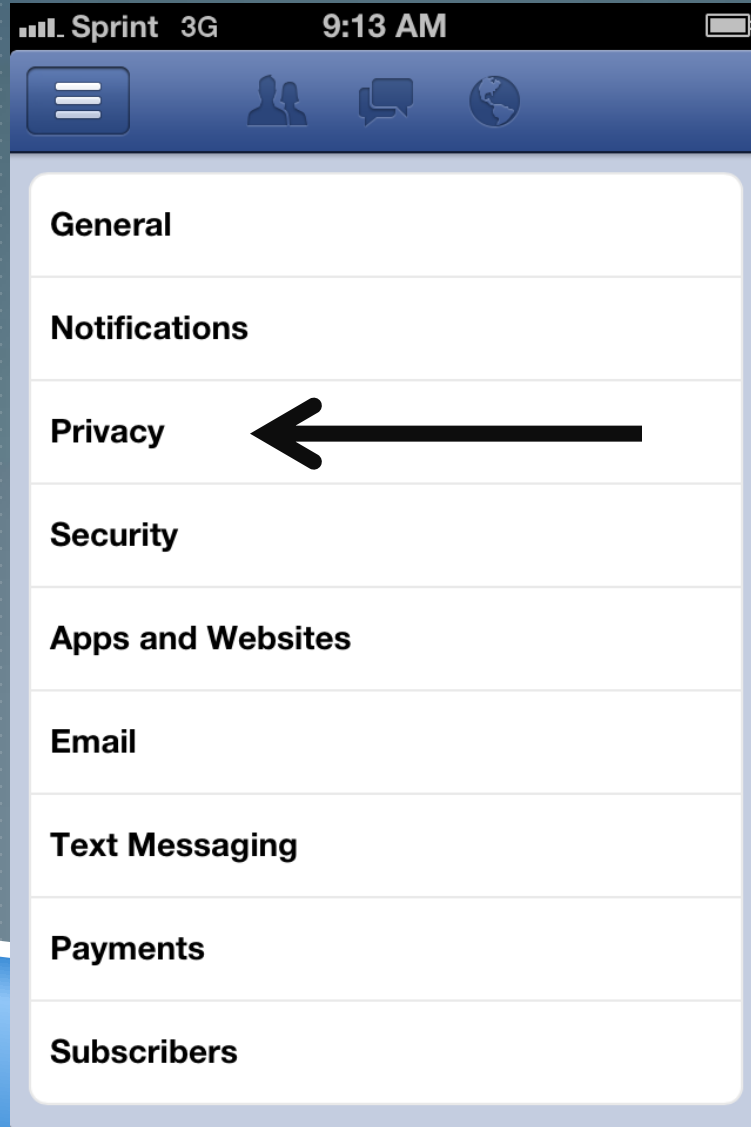 Sprint 3G 9:13 AM
General
Notifications
Privacy
Security
Apps and Websites
Email
Text Messaging
Payments
Subscribers